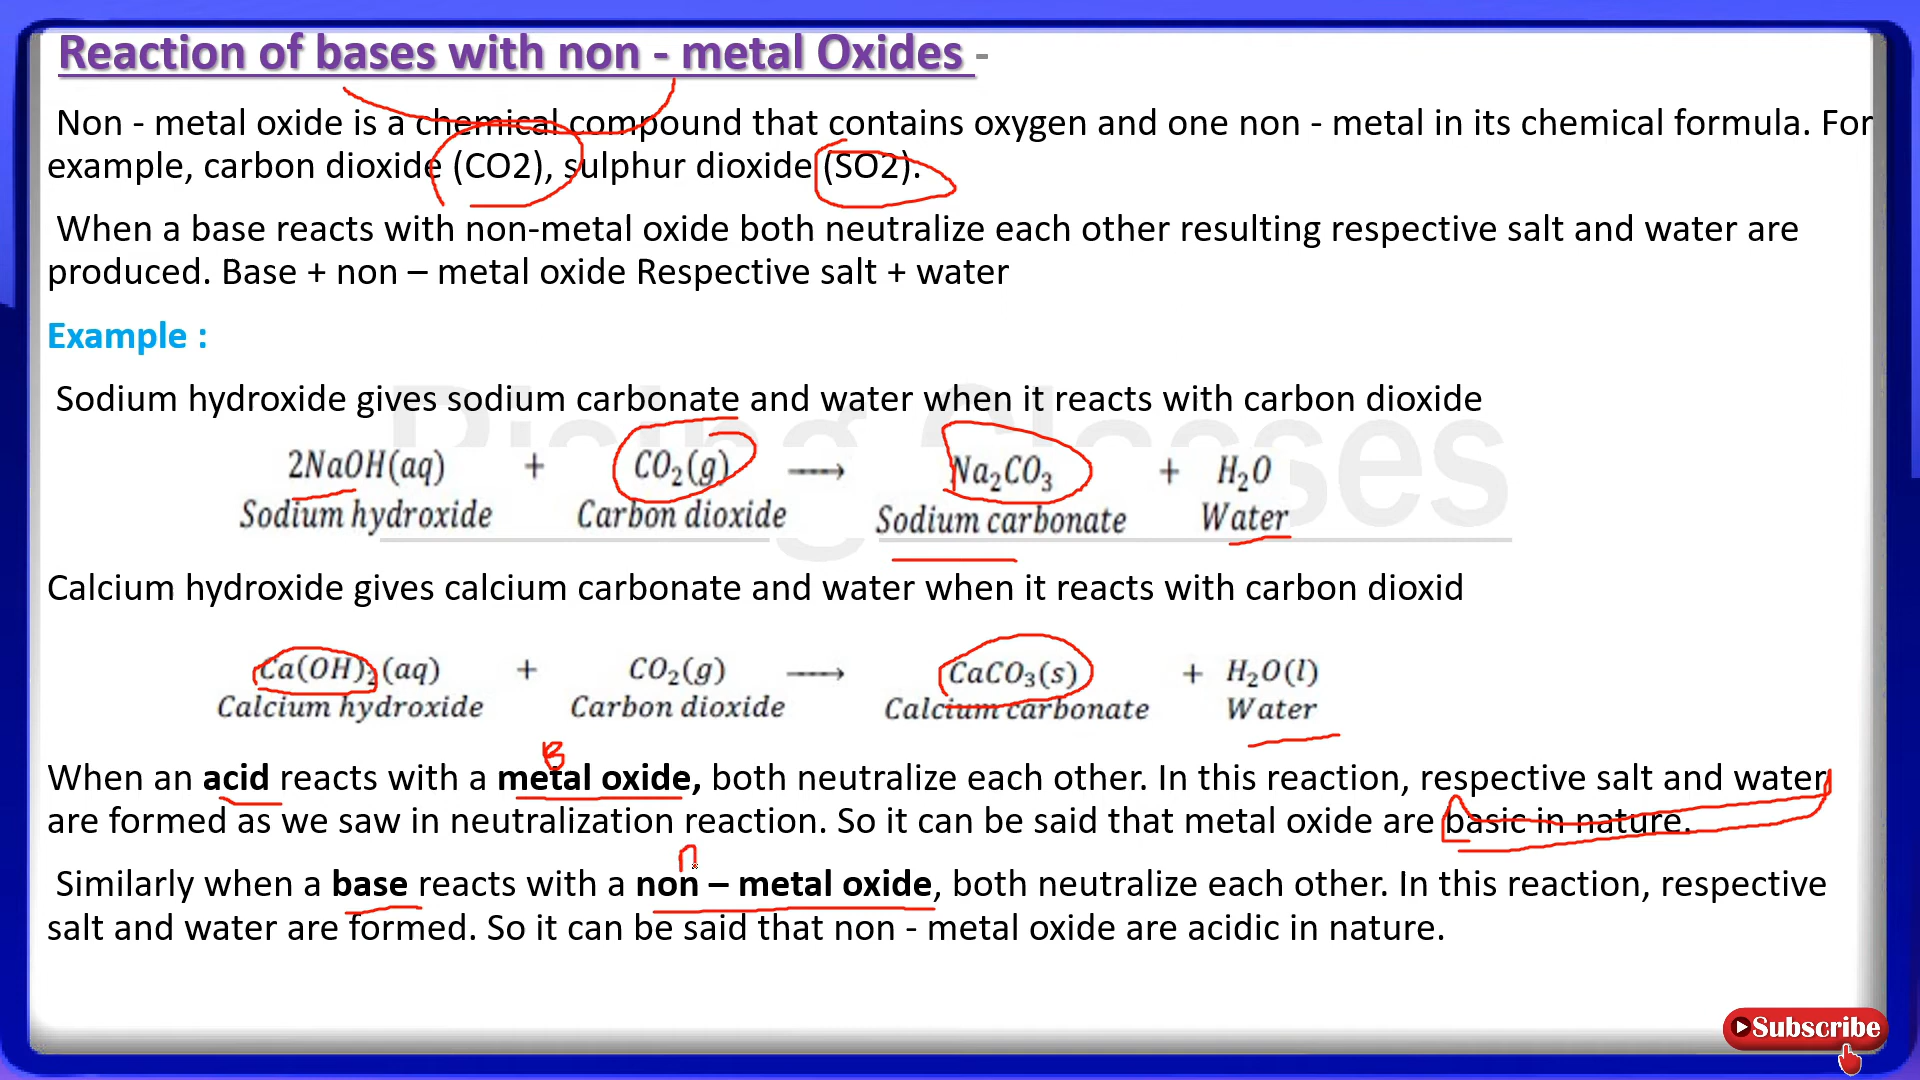 Reaction of bases with non - metal Oxides -
Non - metal oxide is a chemical compound that contains oxygen and one non - metal in its chemical formula. For
example, carbon dioxide (CO2), sulphur dioxide (SO2).
When a base reacts with non-metal oxide both neutralize each other resulting respective salt and water are
produced. Base + non – metal oxide Respective salt + water
Example :
Sodium hydroxide gives sodium carbonate and water when it reacts with carbon dioxide
2NaOH(aq) + CO₂(g) ⟶ Na₂CO₃ + H₂O
Sodium hydroxide Carbon dioxide Sodium carbonate Water
Calcium hydroxide gives calcium carbonate and water when it reacts with carbon dioxid
Ca(OH)₂(aq) + CO₂(g) ⟶ CaCO₃(s) + H₂O(l)
Calcium hydroxide Carbon dioxide Calcium carbonate Water
B
When an acid reacts with a metal oxide, both neutralize each other. In this reaction, respective salt and water
are formed as we saw in neutralization reaction. So it can be said that metal oxide are basic in nature.
Similarly when a base reacts with a non – metal oxide, both neutralize each other. In this reaction, respective
salt and water are formed. So it can be said that non - metal oxide are acidic in nature.
Subscribe